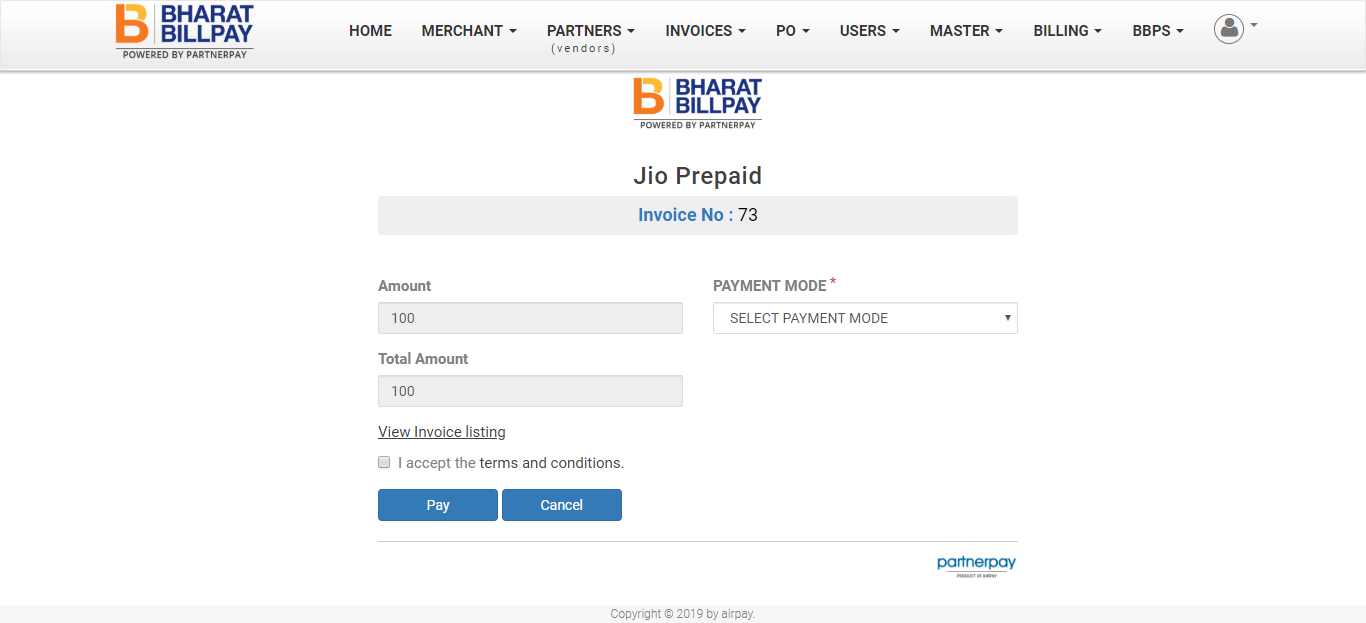 BHARAT
BILLPAY
POWERED BY PARTNERPAY
HOME MERCHANT PARTNERS INVOICES PO USERS MASTER BILLING BBPS
(vendors)
BHARAT
BILLPAY
POWERED BY PARTNERPAY
Jio Prepaid
Invoice No : 73
Amount PAYMENT MODE *
100 SELECT PAYMENT MODE
Total Amount
100
View Invoice listing
I accept the terms and conditions.
Pay Cancel
partnerpay
PRODUCT OF AIRPAY
Copyright © 2019 by airpay.